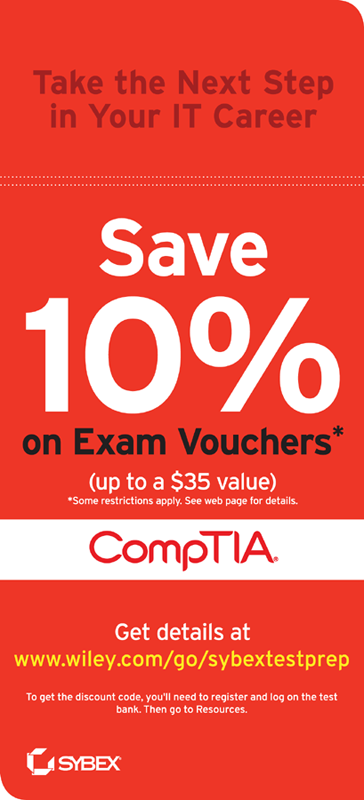 Take the Next Step
in Your IT Career
Save
10%
on Exam Vouchers*
(up to a $35 value)
*Some restrictions apply. See web page for details.
CompTIA®
Get details at
www.wiley.com/go/sybextestprep
To get the discount code, you'll need to register and log on the test
bank. Then go to Resources.
SYBEX®